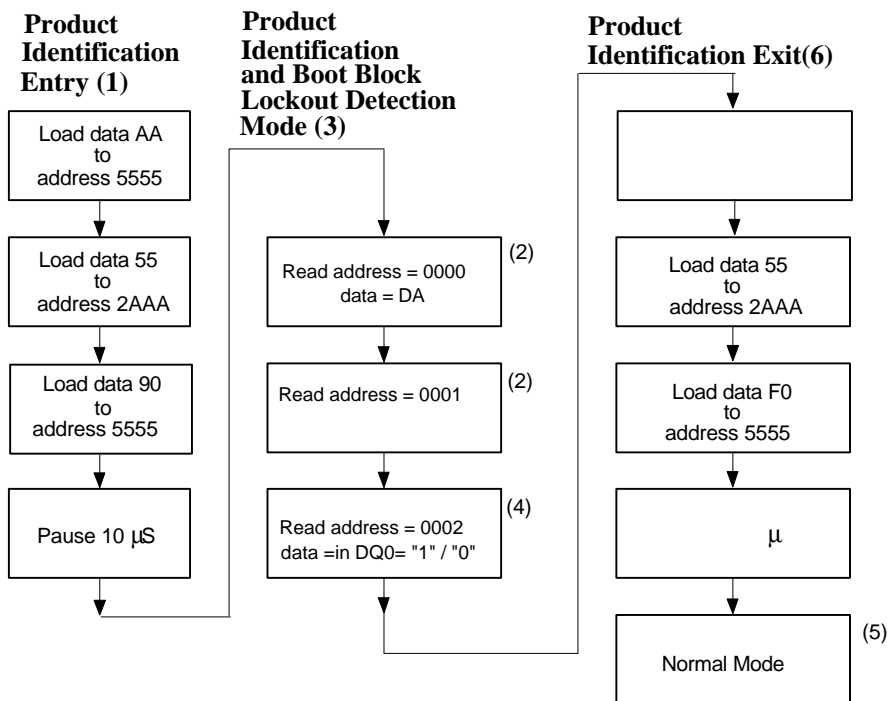 Product
Identification
Entry (1)
Load data AA
to
address 5555
Load data 55
to
address 2AAA
Load data 90
to
address 5555
Pause 10 μS
Product
Identification
and Boot Block
Lockout Detection
Mode (3)
Read address = 0000
data = DA
(2)
Read address = 0001
(2)
Read address = 0002
data =in DQ0= "1" / "0"
(4)
Product
Identification Exit(6)
Load data 55
to
address 2AAA
Load data F0
to
address 5555
μ
Normal Mode
(5)